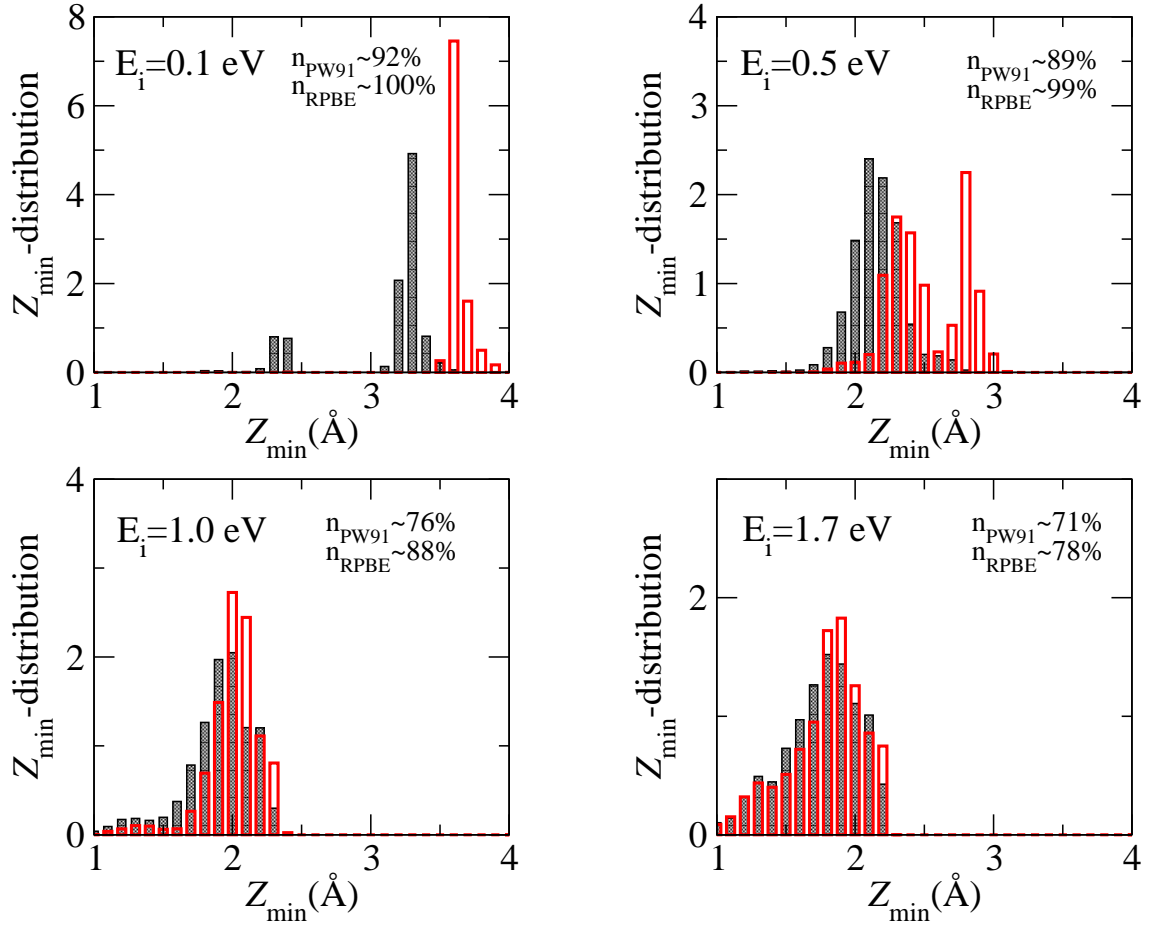 8
6
4
2
0
Z_min-distribution
E_i=0.1 eV
n_PW91~92%
n_RPBE~100%
1 2 3 4
Z_min(Å)
4
3
2
1
0
Z_min-distribution
E_i=0.5 eV
n_PW91~89%
n_RPBE~99%
1 2 3 4
Z_min(Å)
4
2
0
Z_min-distribution
E_i=1.0 eV
n_PW91~76%
n_RPBE~88%
1 2 3 4
Z_min(Å)
2
0
Z_min-distribution
E_i=1.7 eV
n_PW91~71%
n_RPBE~78%
1 2 3 4
Z_min(Å)